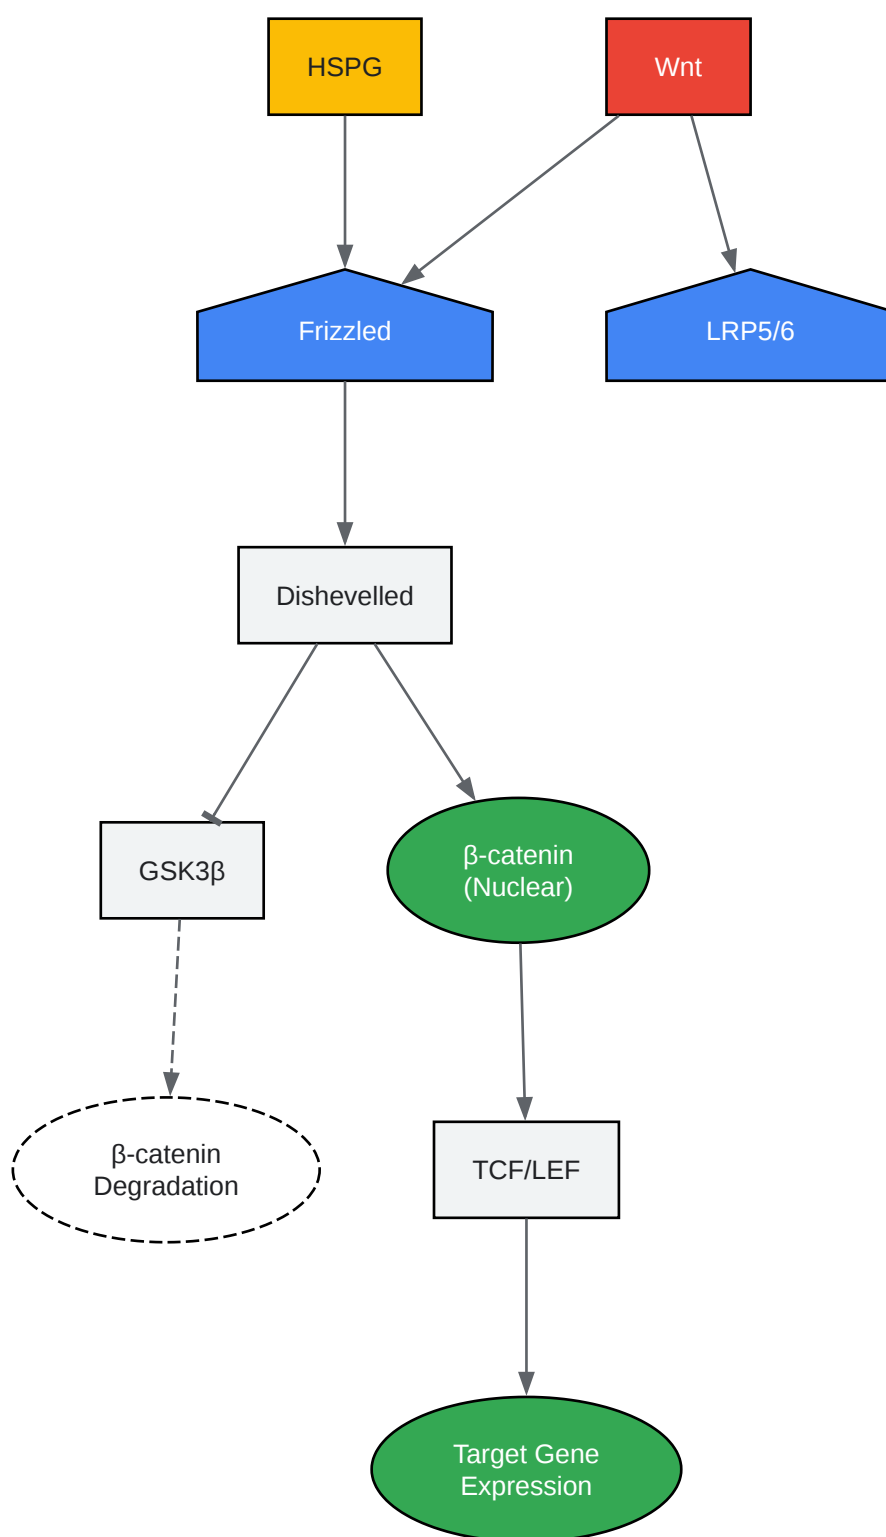 HSPG
Wnt
Frizzled
LRP5/6
Dishevelled
GSK3β
β-catenin
(Nuclear)
β-catenin
Degradation
TCF/LEF
Target Gene
Expression